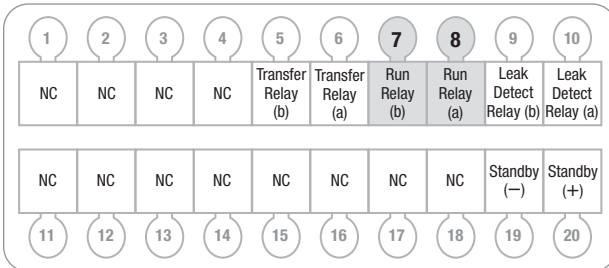 1 2 3 4 5 6 7 8 9 10
NC NC NC NC Transfer Relay (b) Transfer Relay (a) Run Relay (b) Run Relay (a) Leak Detect Relay (b) Leak Detect Relay (a)
NC NC NC NC NC NC NC NC Standby (−) Standby (+)
11 12 13 14 15 16 17 18 19 20